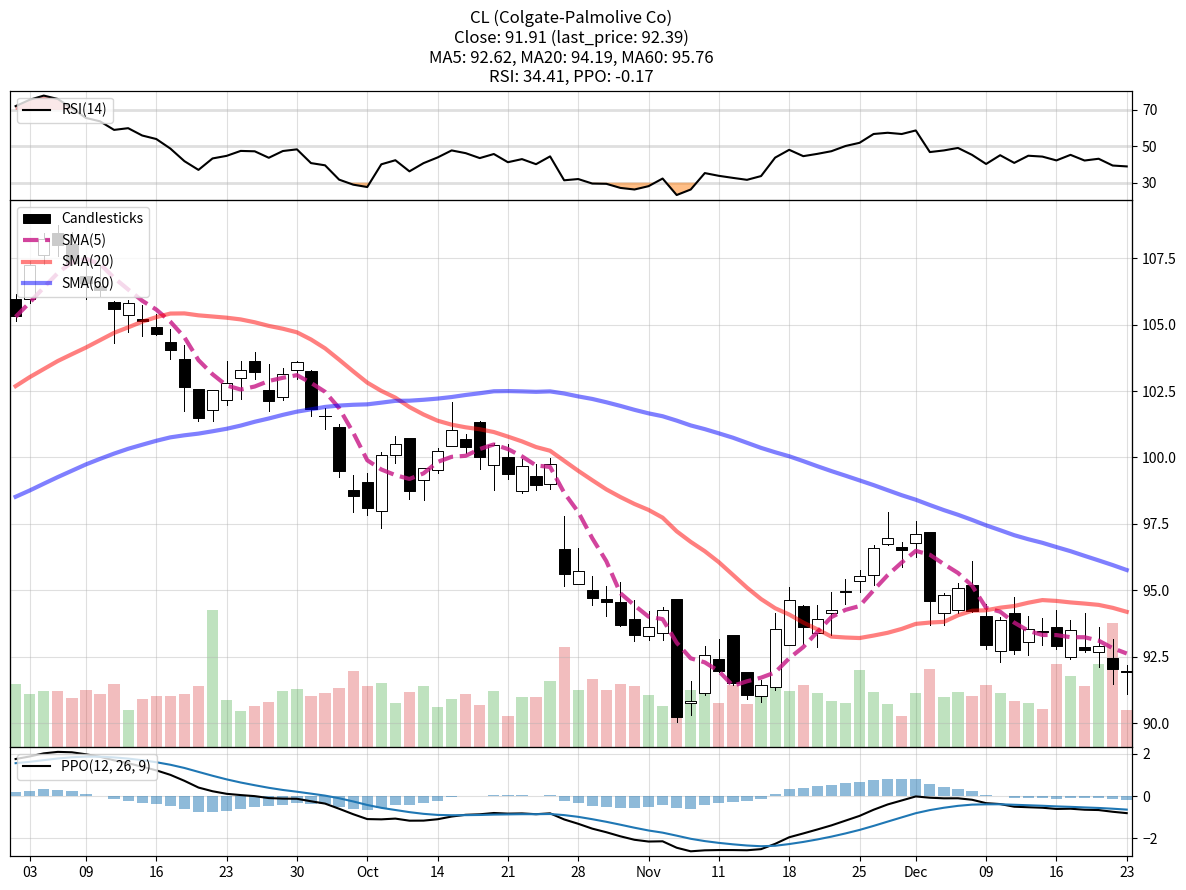 CL (Colgate-Palmolive Co)
Close: 91.91 (last_price: 92.39)
MA5: 92.62, MA20: 94.19, MA60: 95.76
RSI: 34.41, PPO: -0.17
RSI(14)
70
50
30
Candlesticks
SMA(5)
SMA(20)
SMA(60)
107.5
105.0
102.5
100.0
97.5
95.0
92.5
90.0
PPO(12, 26, 9)
2
0
−2
03 09 16 23 30 Oct 14 21 28 Nov 11 18 25 Dec 09 16 23